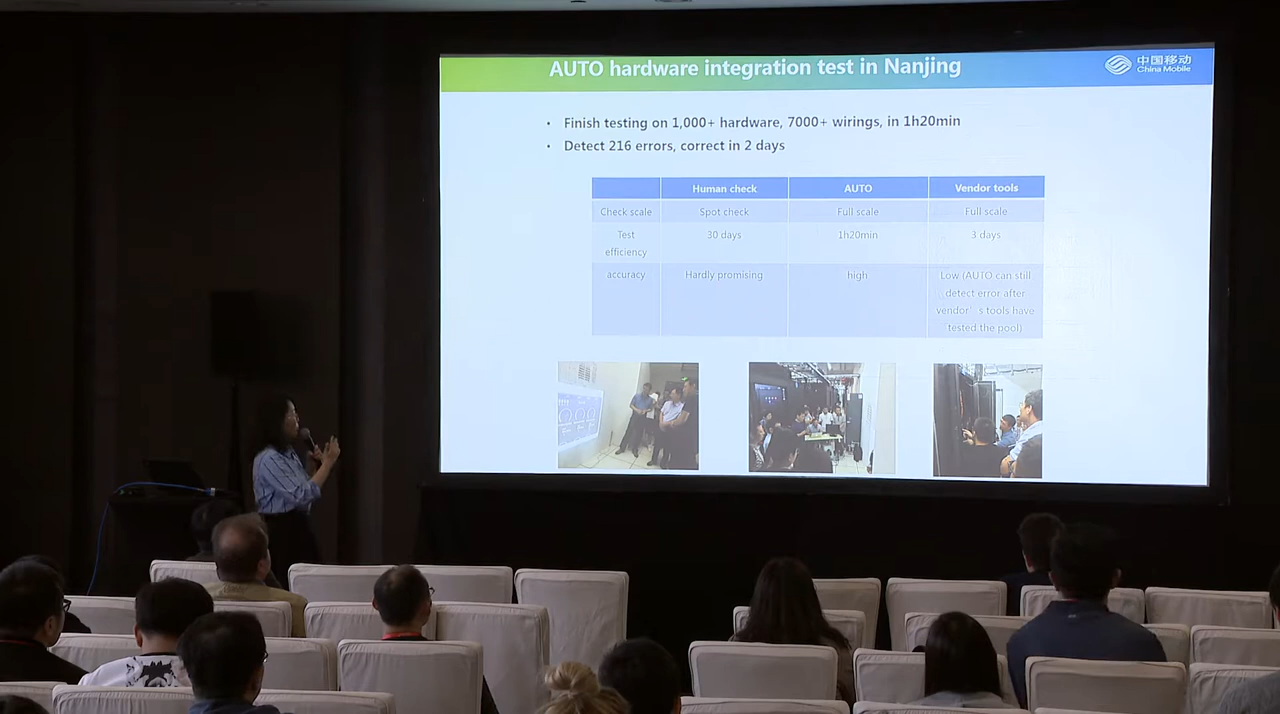 AUTO hardware integration test in Nanjing
中国移动
China Mobile
• Finish testing on 1,000+ hardware, 7000+ wirings, in 1h20min
• Detect 216 errors, correct in 2 days
Human check AUTO Vendor tools
Check scale Spot check Full scale Full scale
Test efficiency 30 days 1h20min 3 days
accuracy Hardly promising high Low (AUTO can still
detect error after
vendor’s tools have
tested the pool)